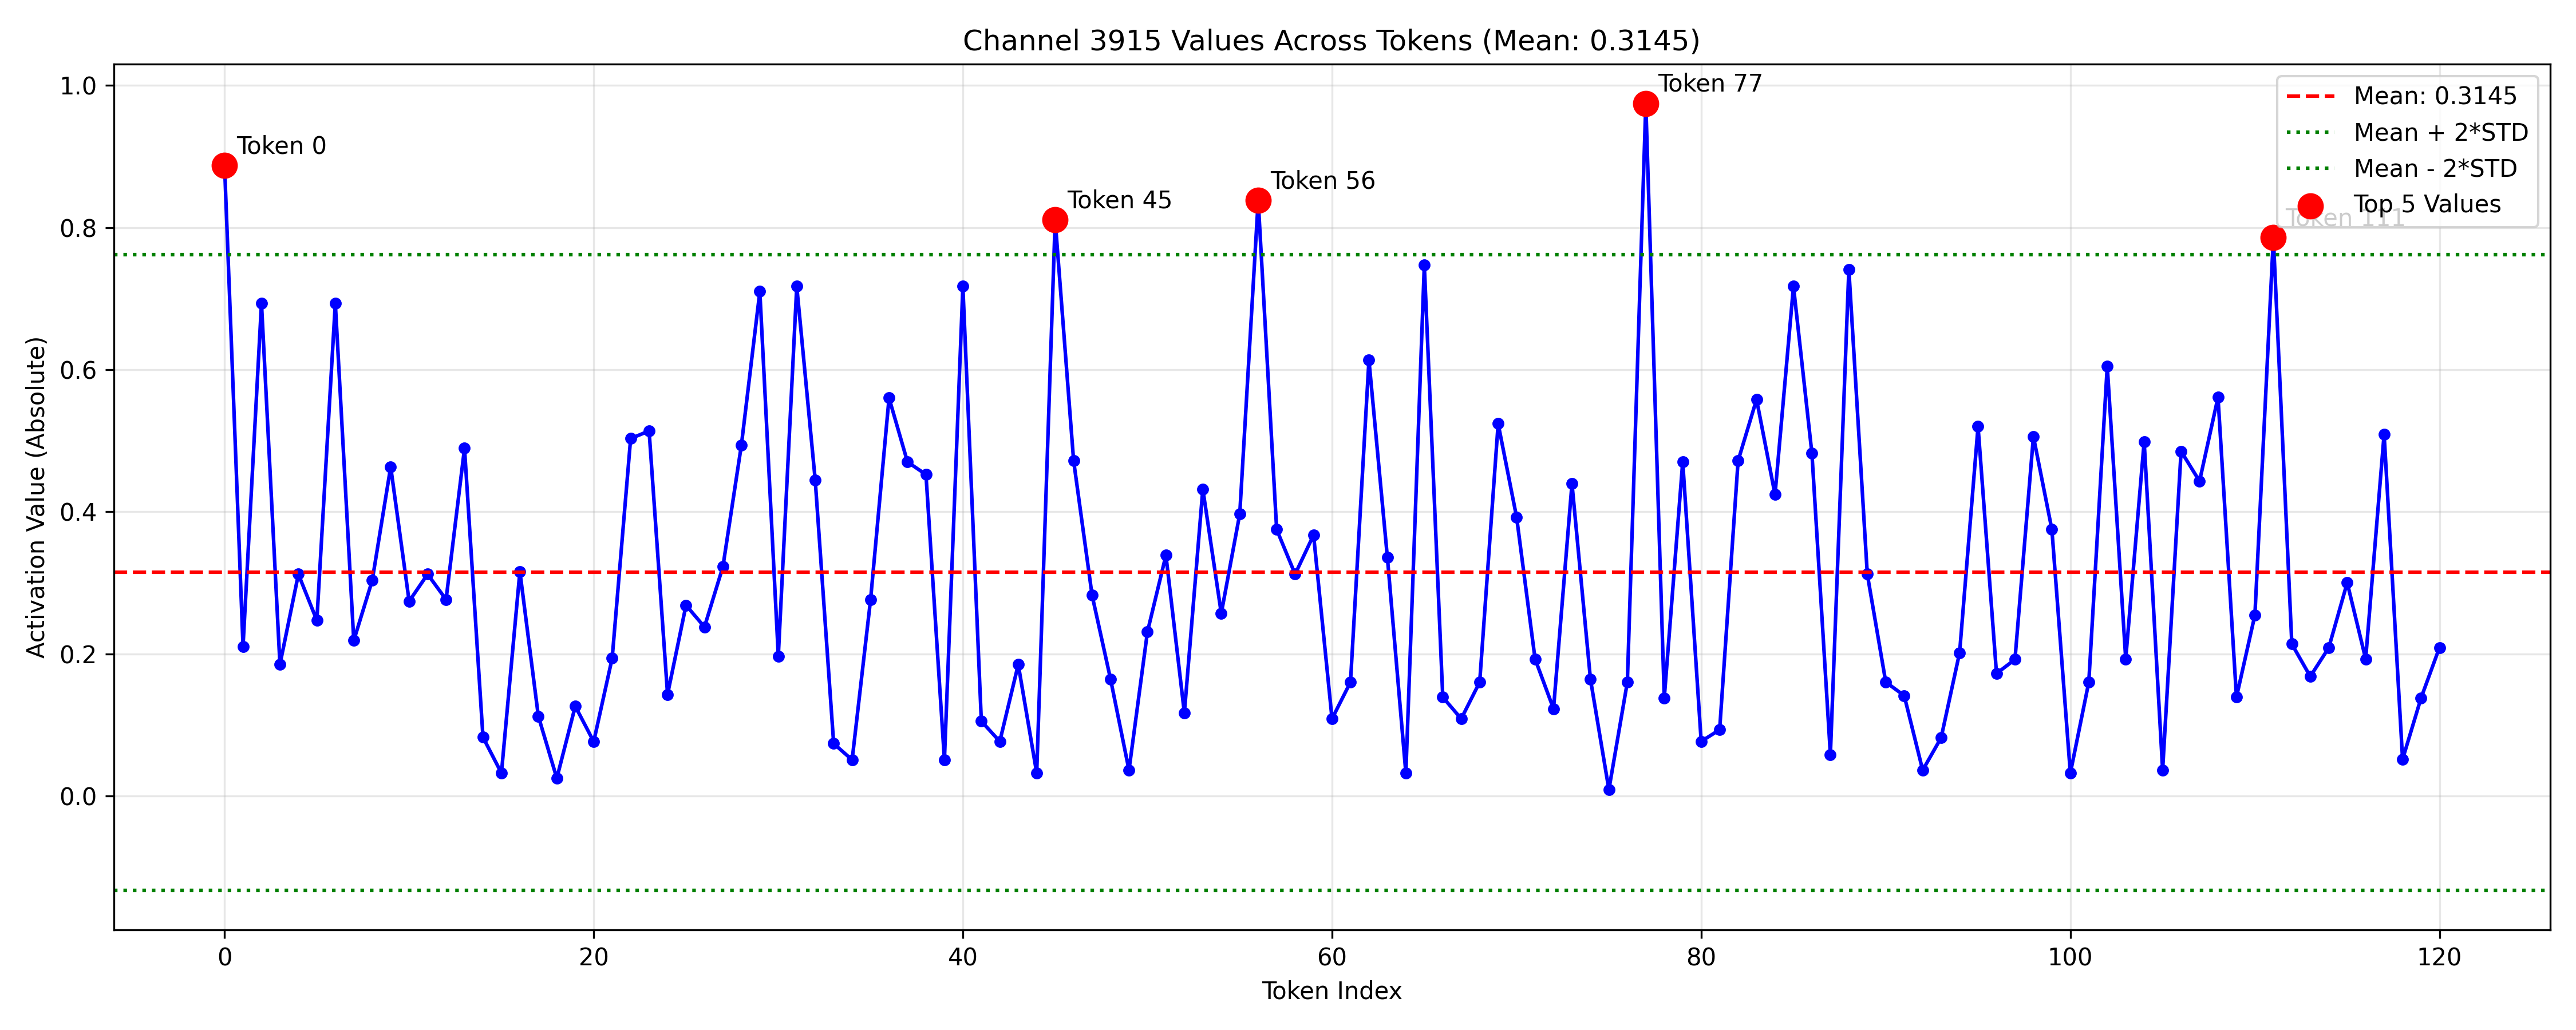 Channel 3915 Values Across Tokens (Mean: 0.3145)
Activation Value (Absolute)
1.0
0.8
0.6
0.4
0.2
0.0
Token 0
Token 45
Token 56
Token 77
Token 111
Mean: 0.3145
Mean + 2*STD
Mean - 2*STD
Top 5 Values
0
20
40
60
80
100
120
Token Index